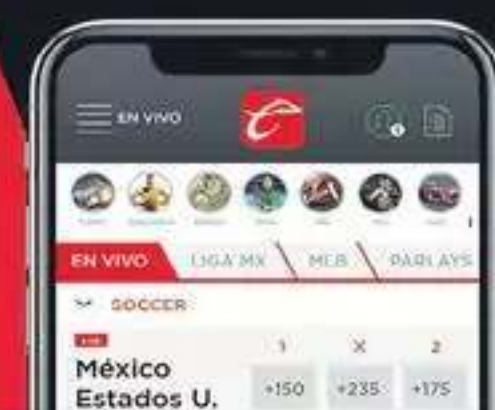 EN VIVO
EN VIVO LIGA MX MLB PARLAYS
SOCCER
1 X 2
México
Estados U.
+150 +235 +175